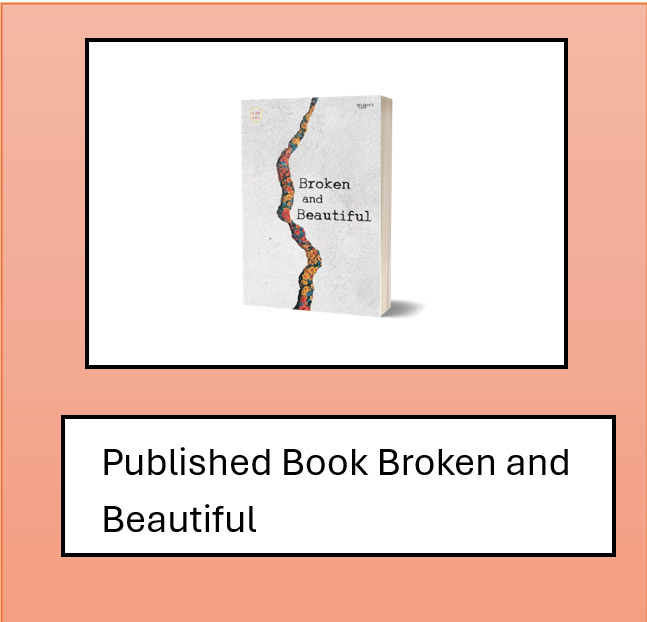 Broken
and
Beautiful
Published Book Broken and
Beautiful